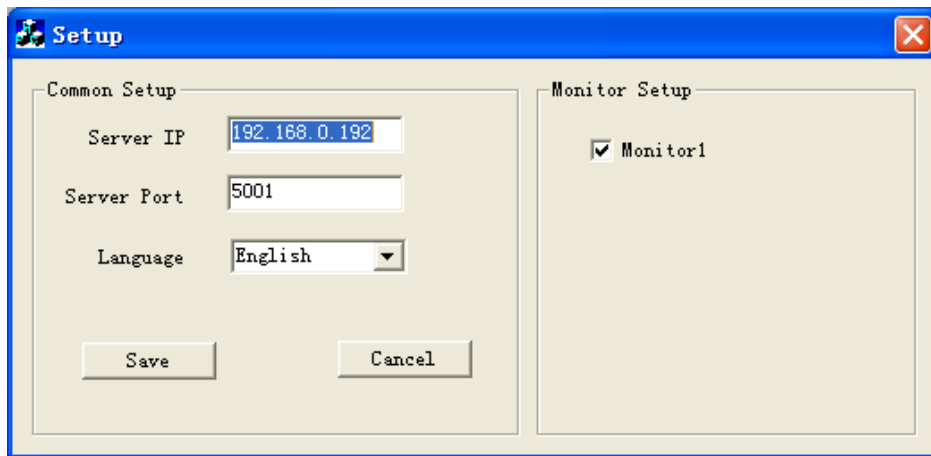 Setup
Common Setup
Server IP
192.168.0.192
Server Port
5001
Language
English
Save
Cancel
Monitor Setup
Monitor1